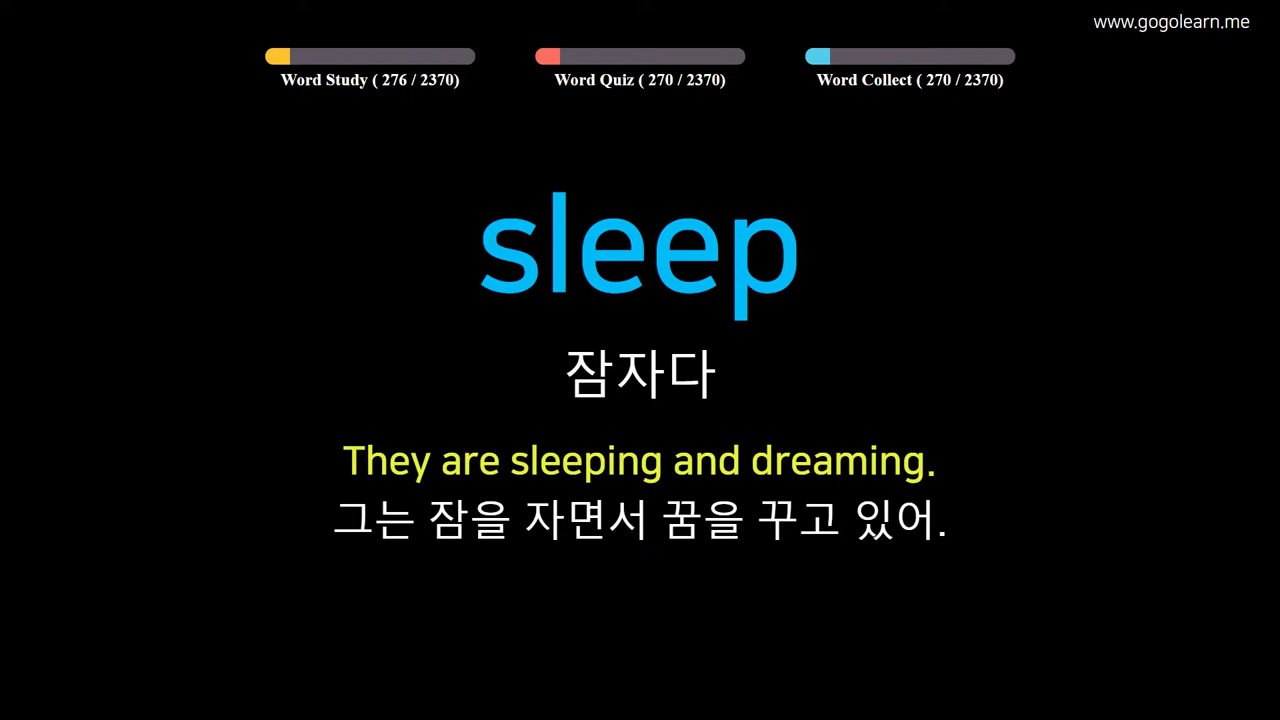 www.gogolearn.me
Word Study ( 276 / 2370)
Word Quiz ( 270 / 2370)
Word Collect ( 270 / 2370)
sleep
잠자다
They are sleeping and dreaming.
그는 잠을 자면서 꿈을 꾸고 있어.